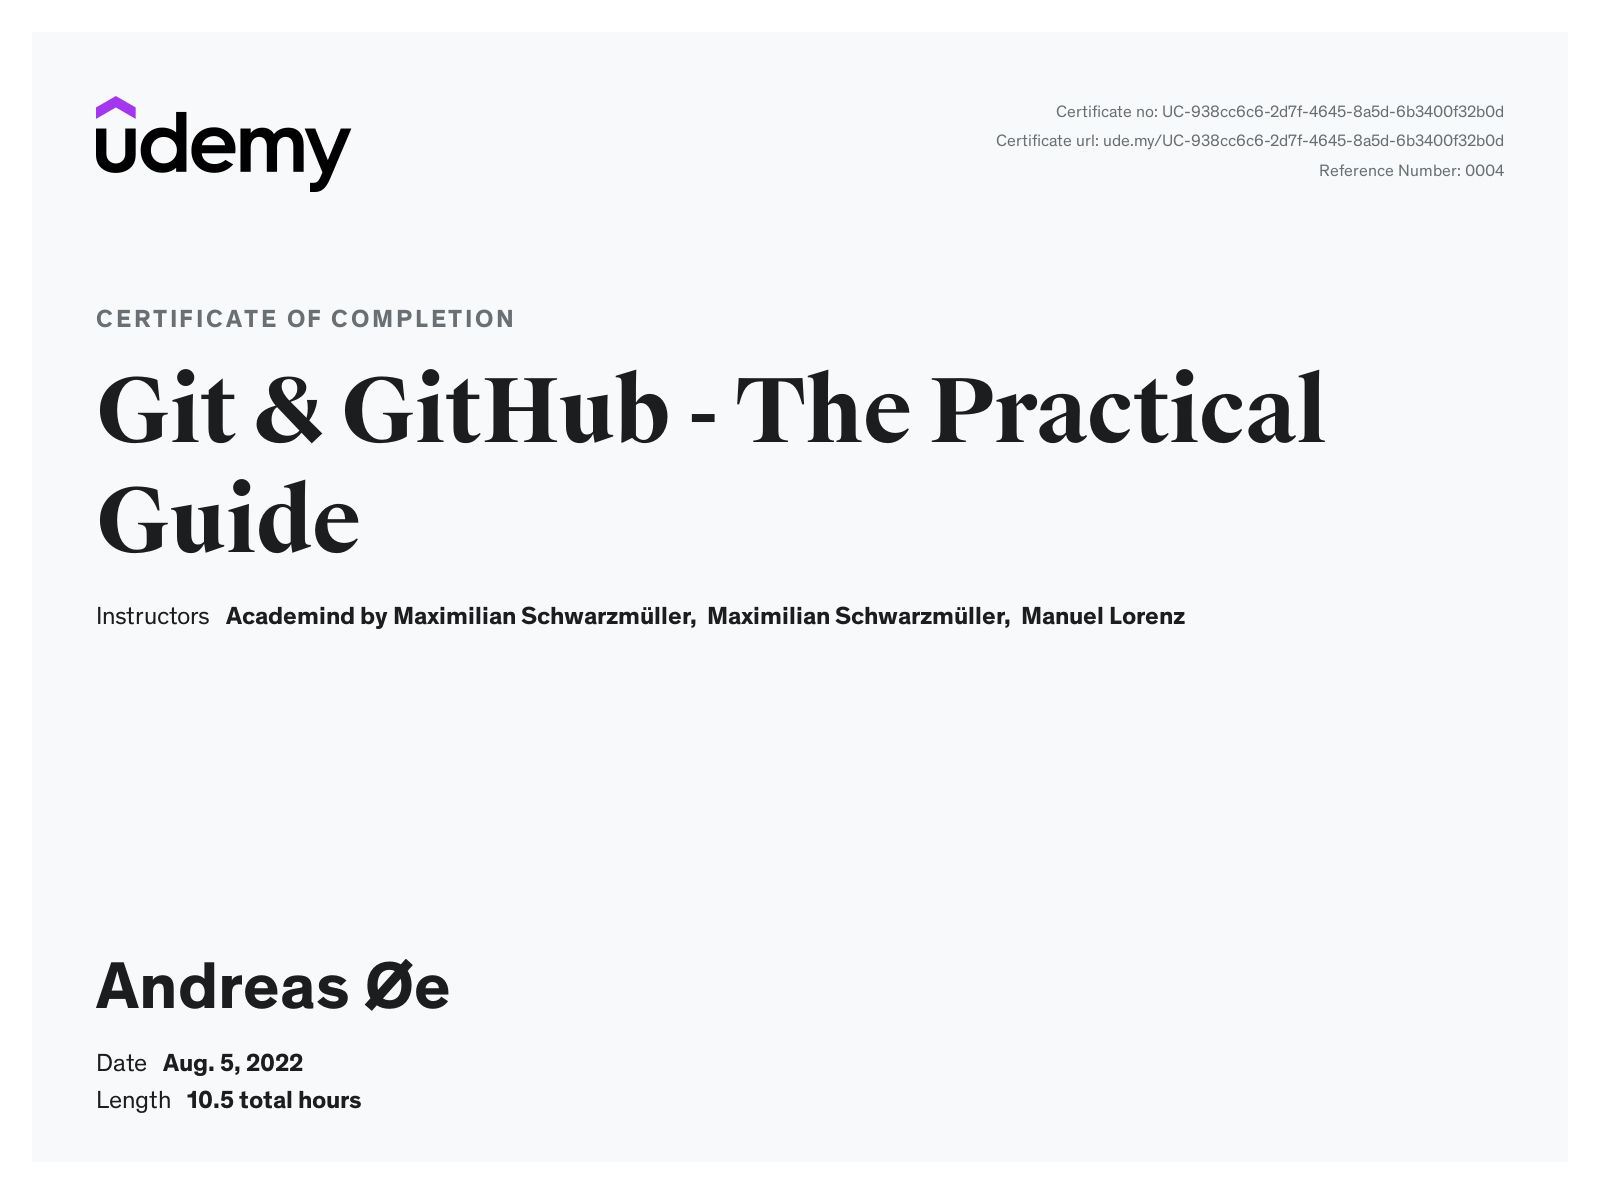 udemy
Certificate no: UC-938cc6c6-2d7f-4645-8a5d-6b3400f32b0d
Certificate url: ude.my/UC-938cc6c6-2d7f-4645-8a5d-6b3400f32b0d
Reference Number: 0004
CERTIFICATE OF COMPLETION
Git & GitHub - The Practical
Guide
Instructors Academind by Maximilian Schwarzmüller, Maximilian Schwarzmüller, Manuel Lorenz
Andreas Øe
Date Aug. 5, 2022
Length 10.5 total hours